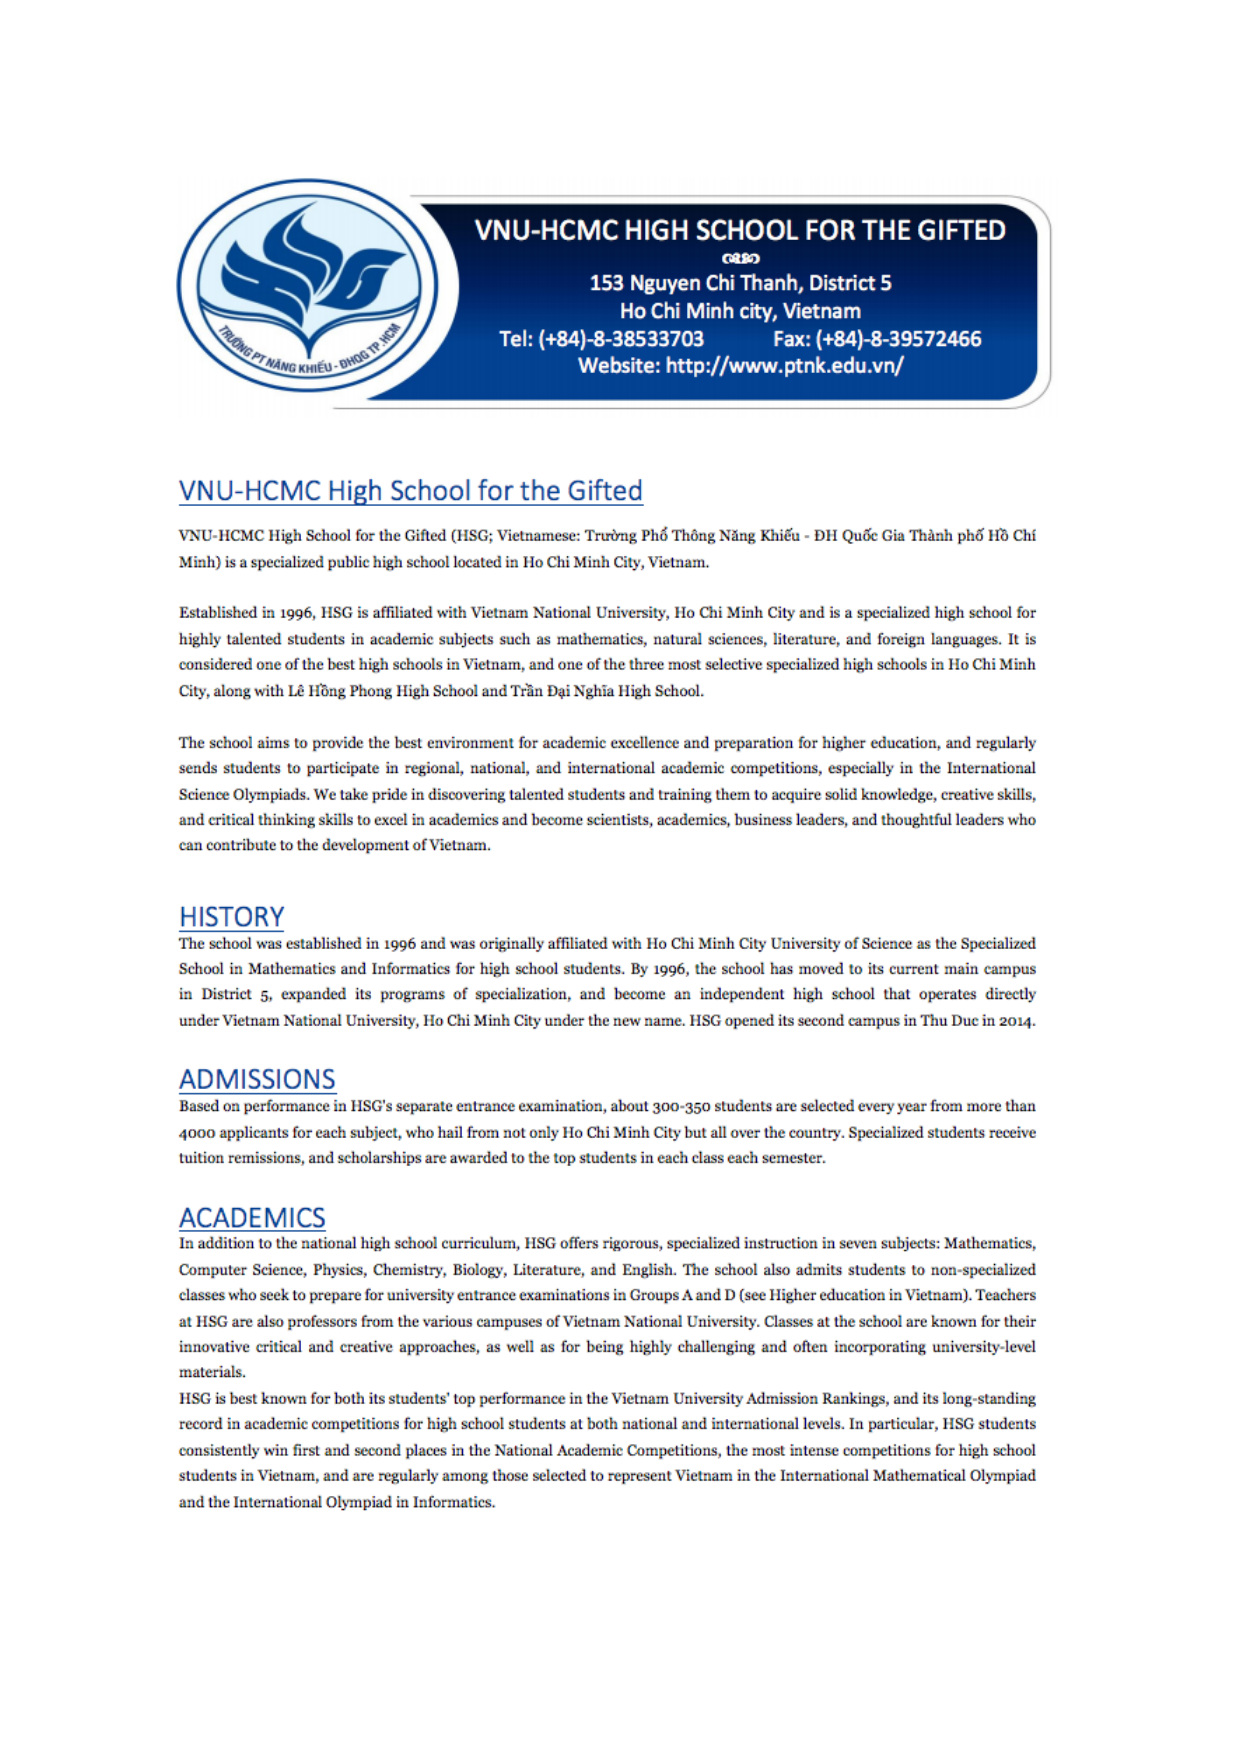 TRƯỜNG PT NĂNG KHIẾU - ĐHQG TP.HCM
VNU-HCMC HIGH SCHOOL FOR THE GIFTED
153 Nguyen Chi Thanh, District 5
Ho Chi Minh city, Vietnam
Tel: (+84)-8-38533703 Fax: (+84)-8-39572466
Website: http://www.ptnk.edu.vn/
VNU-HCMC High School for the Gifted
VNU-HCMC High School for the Gifted (HSG; Vietnamese: Trường Phổ Thông Năng Khiếu - ĐH Quốc Gia Thành phố Hồ Chí
Minh) is a specialized public high school located in Ho Chi Minh City, Vietnam.
Established in 1996, HSG is affiliated with Vietnam National University, Ho Chi Minh City and is a specialized high school for
highly talented students in academic subjects such as mathematics, natural sciences, literature, and foreign languages. It is
considered one of the best high schools in Vietnam, and one of the three most selective specialized high schools in Ho Chi Minh
City, along with Lê Hồng Phong High School and Trần Đại Nghĩa High School.
The school aims to provide the best environment for academic excellence and preparation for higher education, and regularly
sends students to participate in regional, national, and international academic competitions, especially in the International
Science Olympiads. We take pride in discovering talented students and training them to acquire solid knowledge, creative skills,
and critical thinking skills to excel in academics and become scientists, academics, business leaders, and thoughtful leaders who
can contribute to the development of Vietnam.
HISTORY
The school was established in 1996 and was originally affiliated with Ho Chi Minh City University of Science as the Specialized
School in Mathematics and Informatics for high school students. By 1996, the school has moved to its current main campus
in District 5, expanded its programs of specialization, and become an independent high school that operates directly
under Vietnam National University, Ho Chi Minh City under the new name. HSG opened its second campus in Thu Duc in 2014.
ADMISSIONS
Based on performance in HSG's separate entrance examination, about 300-350 students are selected every year from more than
4000 applicants for each subject, who hail from not only Ho Chi Minh City but all over the country. Specialized students receive
tuition remissions, and scholarships are awarded to the top students in each class each semester.
ACADEMICS
In addition to the national high school curriculum, HSG offers rigorous, specialized instruction in seven subjects: Mathematics,
Computer Science, Physics, Chemistry, Biology, Literature, and English. The school also admits students to non-specialized
classes who seek to prepare for university entrance examinations in Groups A and D (see Higher education in Vietnam). Teachers
at HSG are also professors from the various campuses of Vietnam National University. Classes at the school are known for their
innovative critical and creative approaches, as well as for being highly challenging and often incorporating university-level
materials.
HSG is best known for both its students' top performance in the Vietnam University Admission Rankings, and its long-standing
record in academic competitions for high school students at both national and international levels. In particular, HSG students
consistently win first and second places in the National Academic Competitions, the most intense competitions for high school
students in Vietnam, and are regularly among those selected to represent Vietnam in the International Mathematical Olympiad
and the International Olympiad in Informatics.